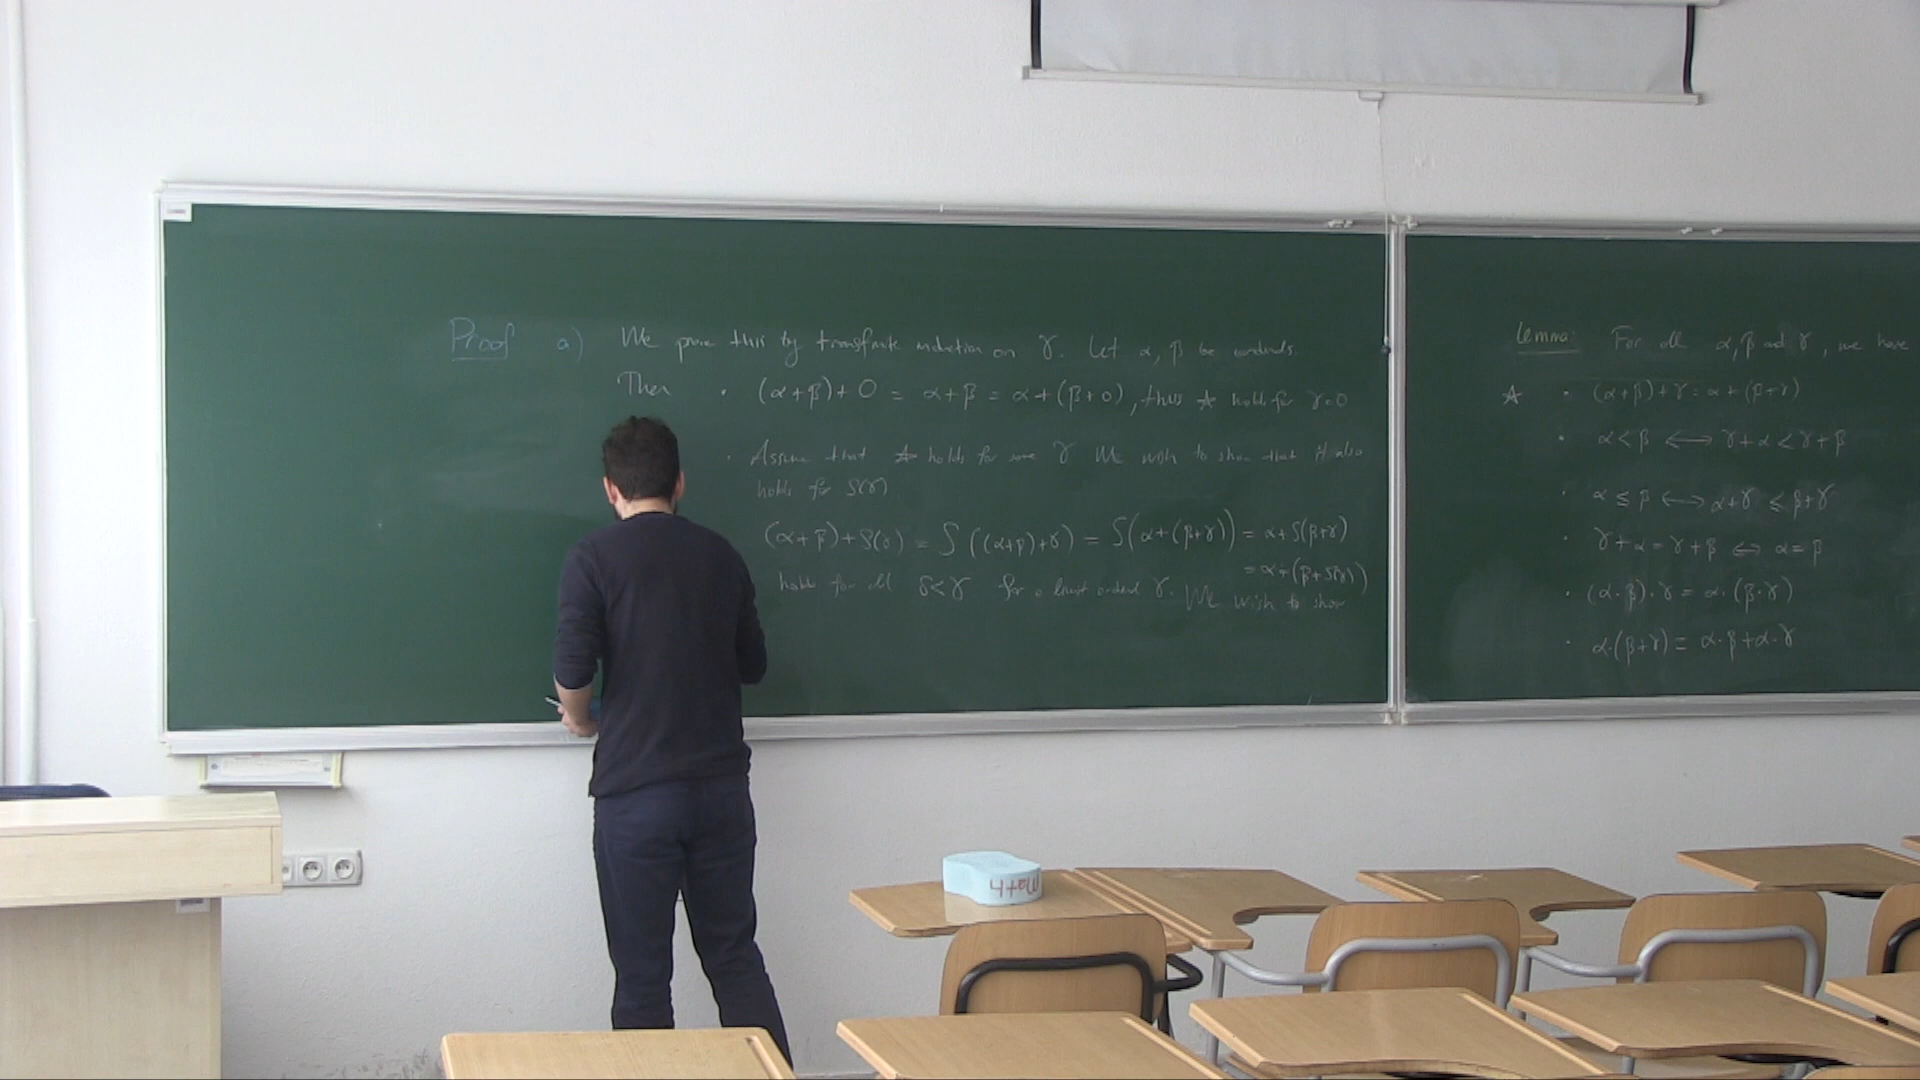 Proof a) We prove this by transfinite induction on γ. Let α, β be ordinals
Then · (α+β)+0 = α+β = α+(β+0), thus ☆ holds for γ=0
· Assume that ☆ holds for some γ We wish to show that it also
holds for S(γ)
(α+β)+S(γ) = S((α+β)+γ) = S(α+(β+γ)) = α+S(β+γ)
= α+(β+S(γ))
holds for all δ<γ for a limit ordinal γ. We wish to show
Lemma: For all α, β and γ, we have
☆ · (α+β)+γ = α+(β+γ)
· α<β ⟷ γ+α<γ+β
· α≤β ⟷ α+γ ≤ β+γ
· γ+α=γ+β ⟺ α=β
· (α·β)·γ = α·(β·γ)
· α·(β+γ) = α·β+α·γ